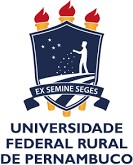 EX SEMINE SEGES
UNIVERSIDADE
FEDERAL RURAL
DE PERNAMBUCO